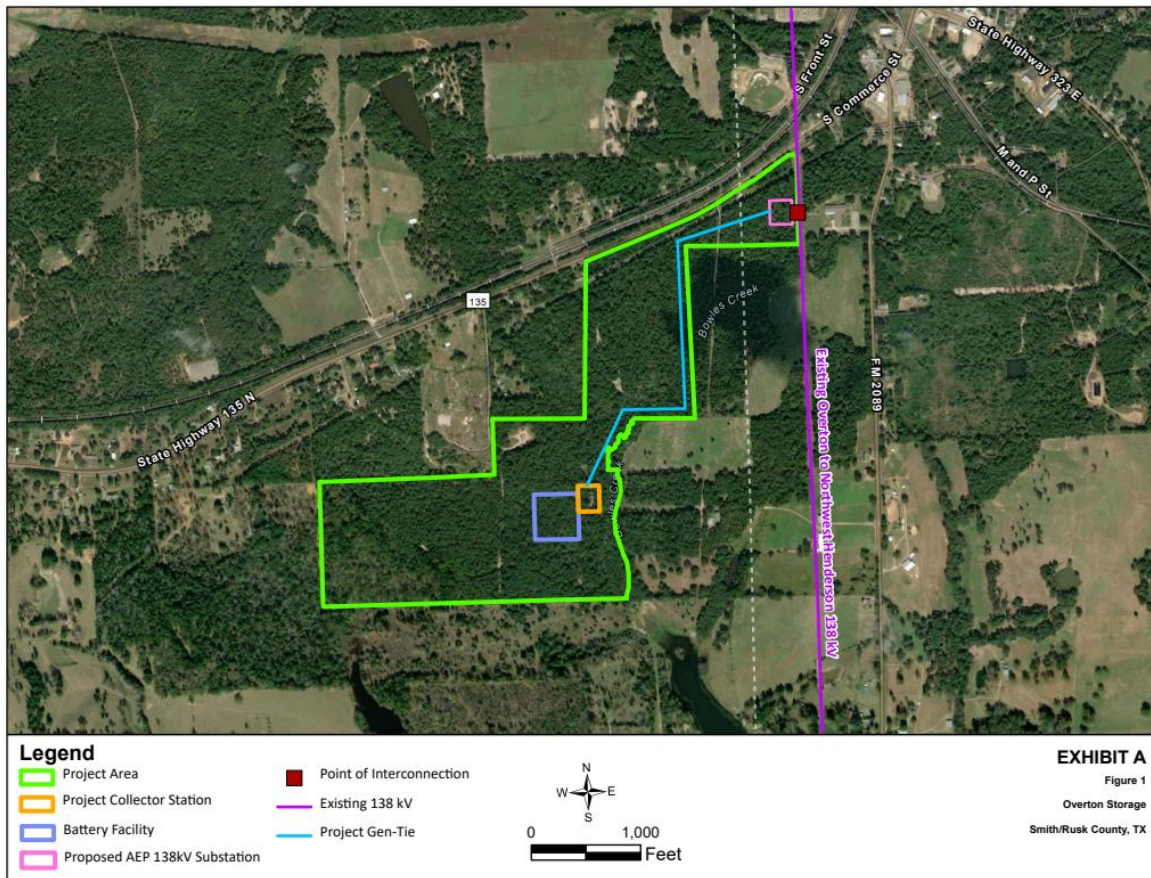 State Highway 323 E
S Front St
S Commerce St
M and P St
135
Bowles Creek
State Highway 135 N
FM 2089
Existing Overton to Northwest Henderson 138 kV
les Creek
Legend
Project Area
Project Collector Station
Battery Facility
Proposed AEP 138kV Substation
Point of Interconnection
Existing 138 kV
Project Gen-Tie
N
W
E
S
0 1,000
Feet
EXHIBIT A
Figure 1
Overton Storage
Smith/Rusk County, TX